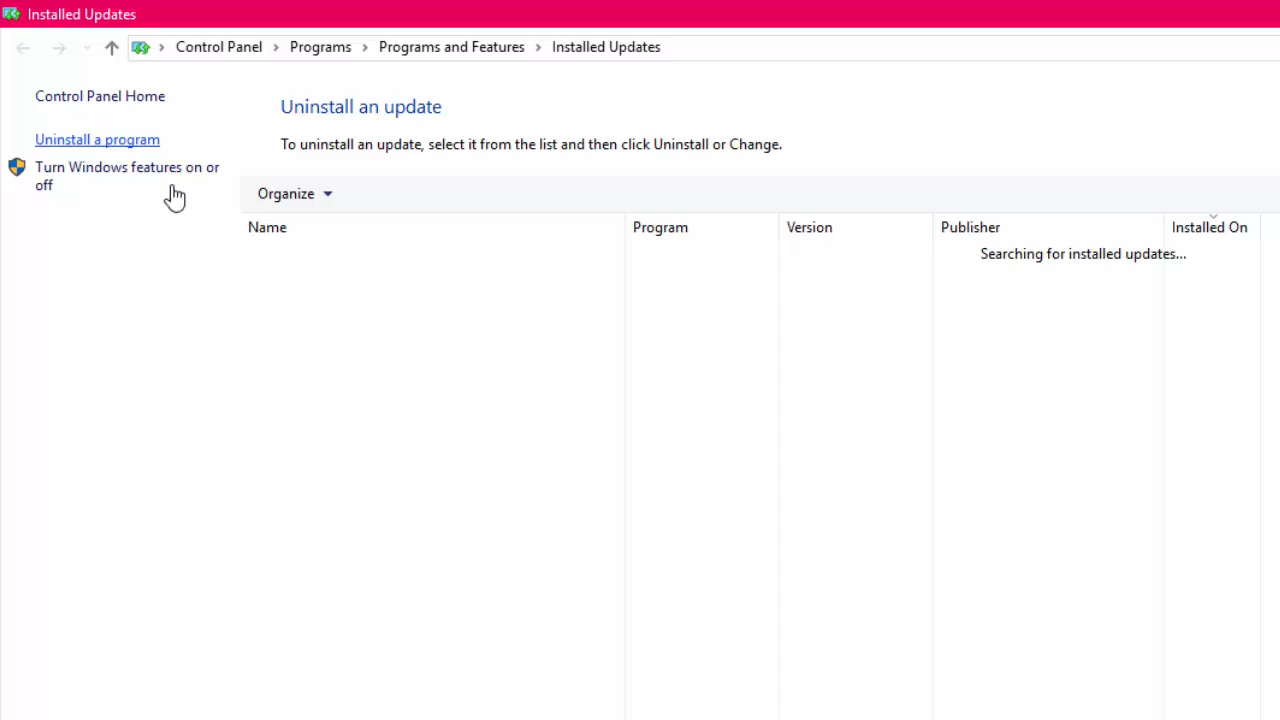 Installed Updates
Control Panel > Programs > Programs and Features > Installed Updates
Control Panel Home
Uninstall a program
Turn Windows features on or
off
Uninstall an update
To uninstall an update, select it from the list and then click Uninstall or Change.
Organize
Name Program Version Publisher Installed On
Searching for installed updates...